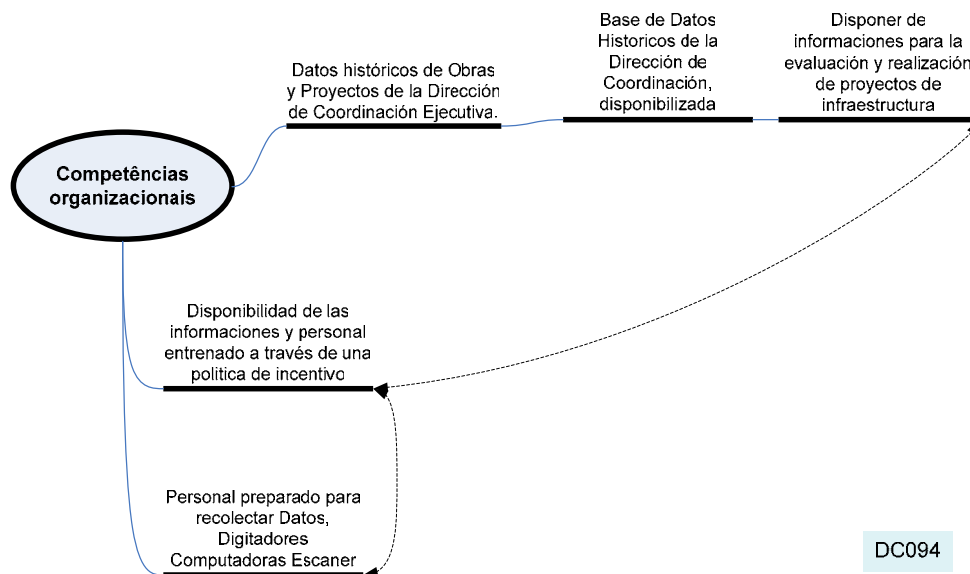 Competências
organizacionais
Datos históricos de Obras
y Proyectos de la Dirección
de Coordinación Ejecutiva.
Base de Datos
Historicos de la
Dirección de
Coordinación,
disponibilizada
Disponer de
informaciones para la
evaluación y realización
de proyectos de
infraestructura
Disponibilidad de las
informaciones y personal
entrenado a través de una
política de incentivo
Personal preparado para
recolectar Datos,
Digitadores
Computadoras Escaner
DC094